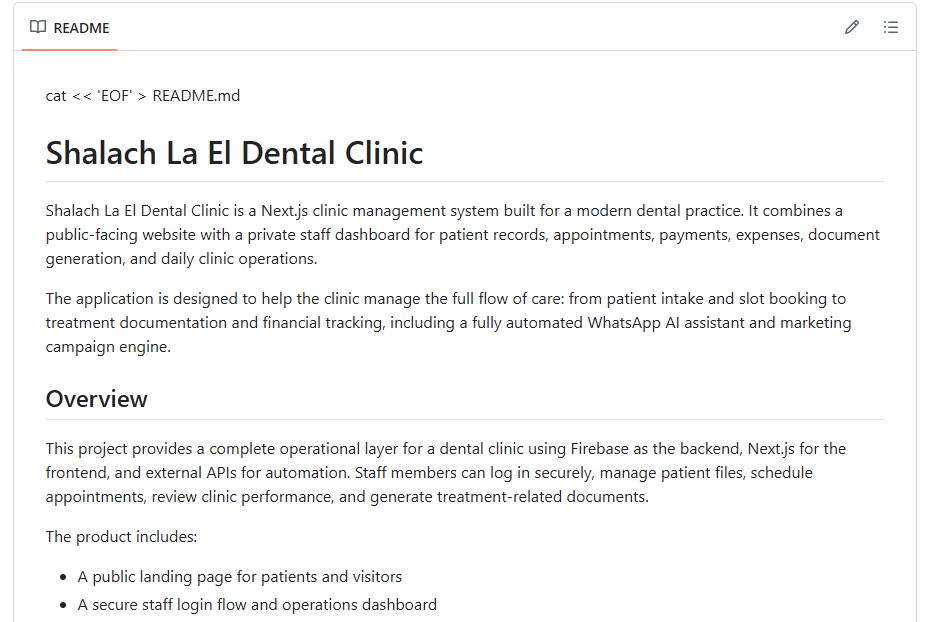 README
cat << 'EOF' > README.md
Shalach La El Dental Clinic
Shalach La El Dental Clinic is a Next.js clinic management system built for a modern dental practice. It combines a
public-facing website with a private staff dashboard for patient records, appointments, payments, expenses, document
generation, and daily clinic operations.
The application is designed to help the clinic manage the full flow of care: from patient intake and slot booking to
treatment documentation and financial tracking, including a fully automated WhatsApp AI assistant and marketing
campaign engine.
Overview
This project provides a complete operational layer for a dental clinic using Firebase as the backend, Next.js for the
frontend, and external APIs for automation. Staff members can log in securely, manage patient files, schedule
appointments, review clinic performance, and generate treatment-related documents.
The product includes:
• A public landing page for patients and visitors
• A secure staff login flow and operations dashboard